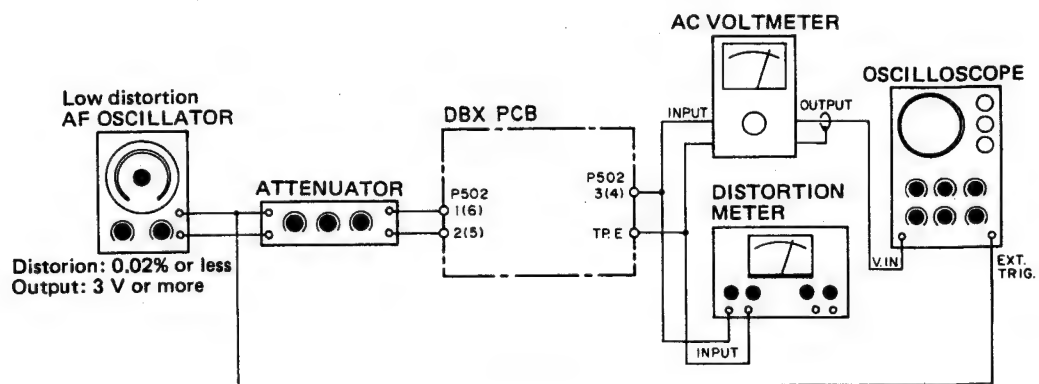 AC VOLTMETER
OSCILLOSCOPE
Low distortion
AF OSCILLATOR
DBX PCB
INPUT
OUTPUT
ATTENUATOR
P502
1(6)
2(5)
P502
3(4)
TP.E
DISTORTION
METER
Distorion: 0.02% or less
Output: 3 V or more
V.IN
EXT.
TRIG.
INPUT